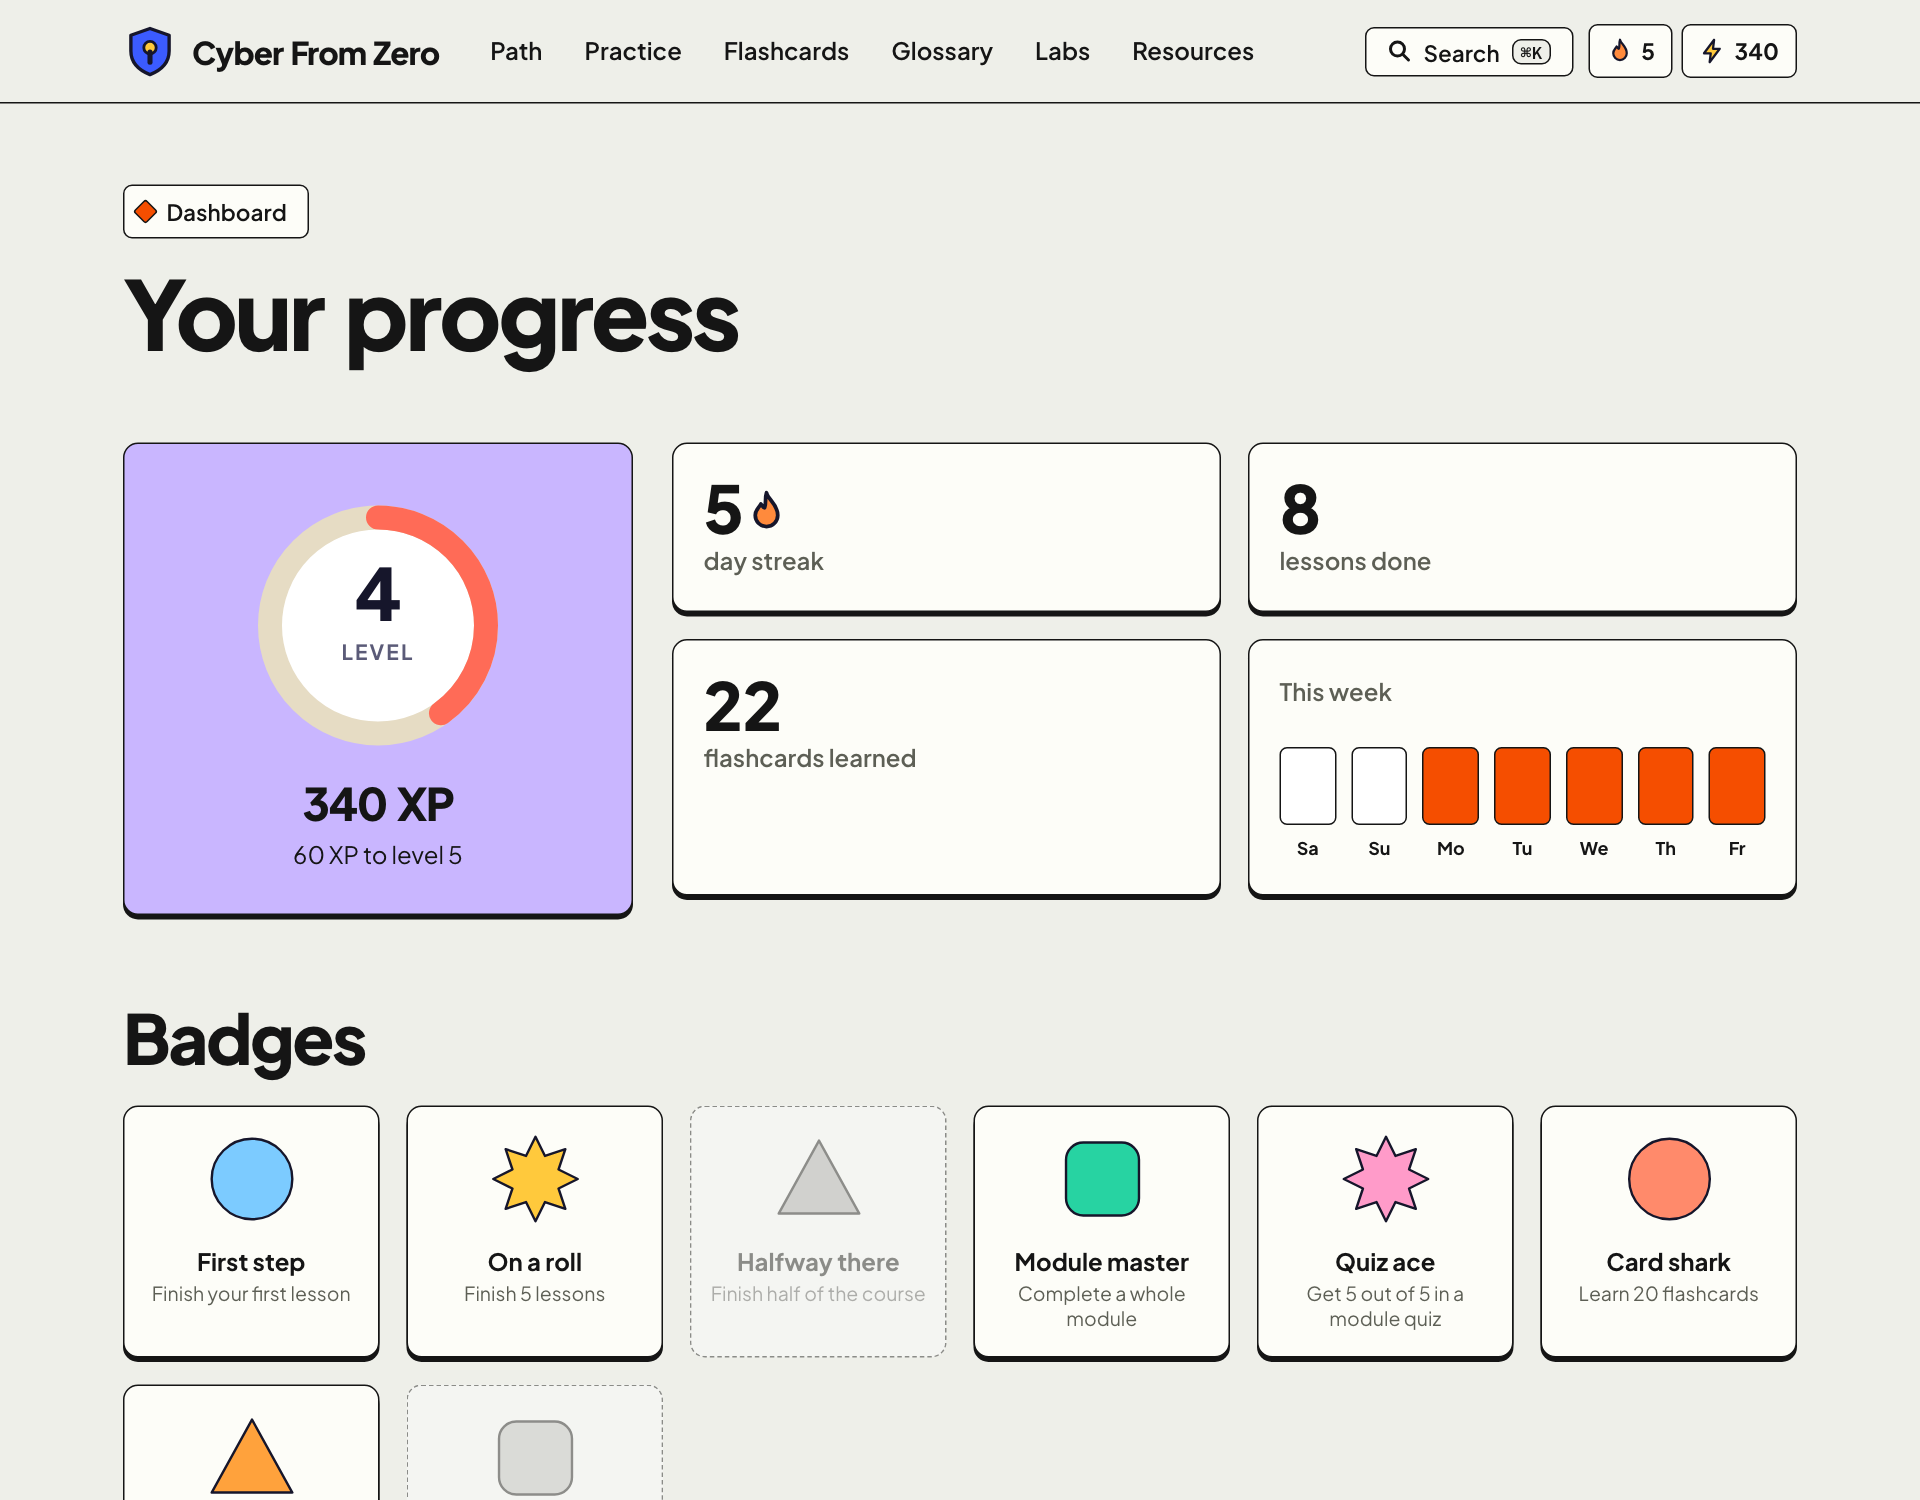 Cyber From Zero Path Practice Flashcards Glossary Labs Resources Search ⌘K 5 340
Dashboard
Your progress
4
LEVEL
340 XP
60 XP to level 5
5
day streak
8
lessons done
22
flashcards learned
This week
Sa Su Mo Tu We Th Fr
Badges
First step
Finish your first lesson
On a roll
Finish 5 lessons
Halfway there
Finish half of the course
Module master
Complete a whole
module
Quiz ace
Get 5 out of 5 in a
module quiz
Card shark
Learn 20 flashcards